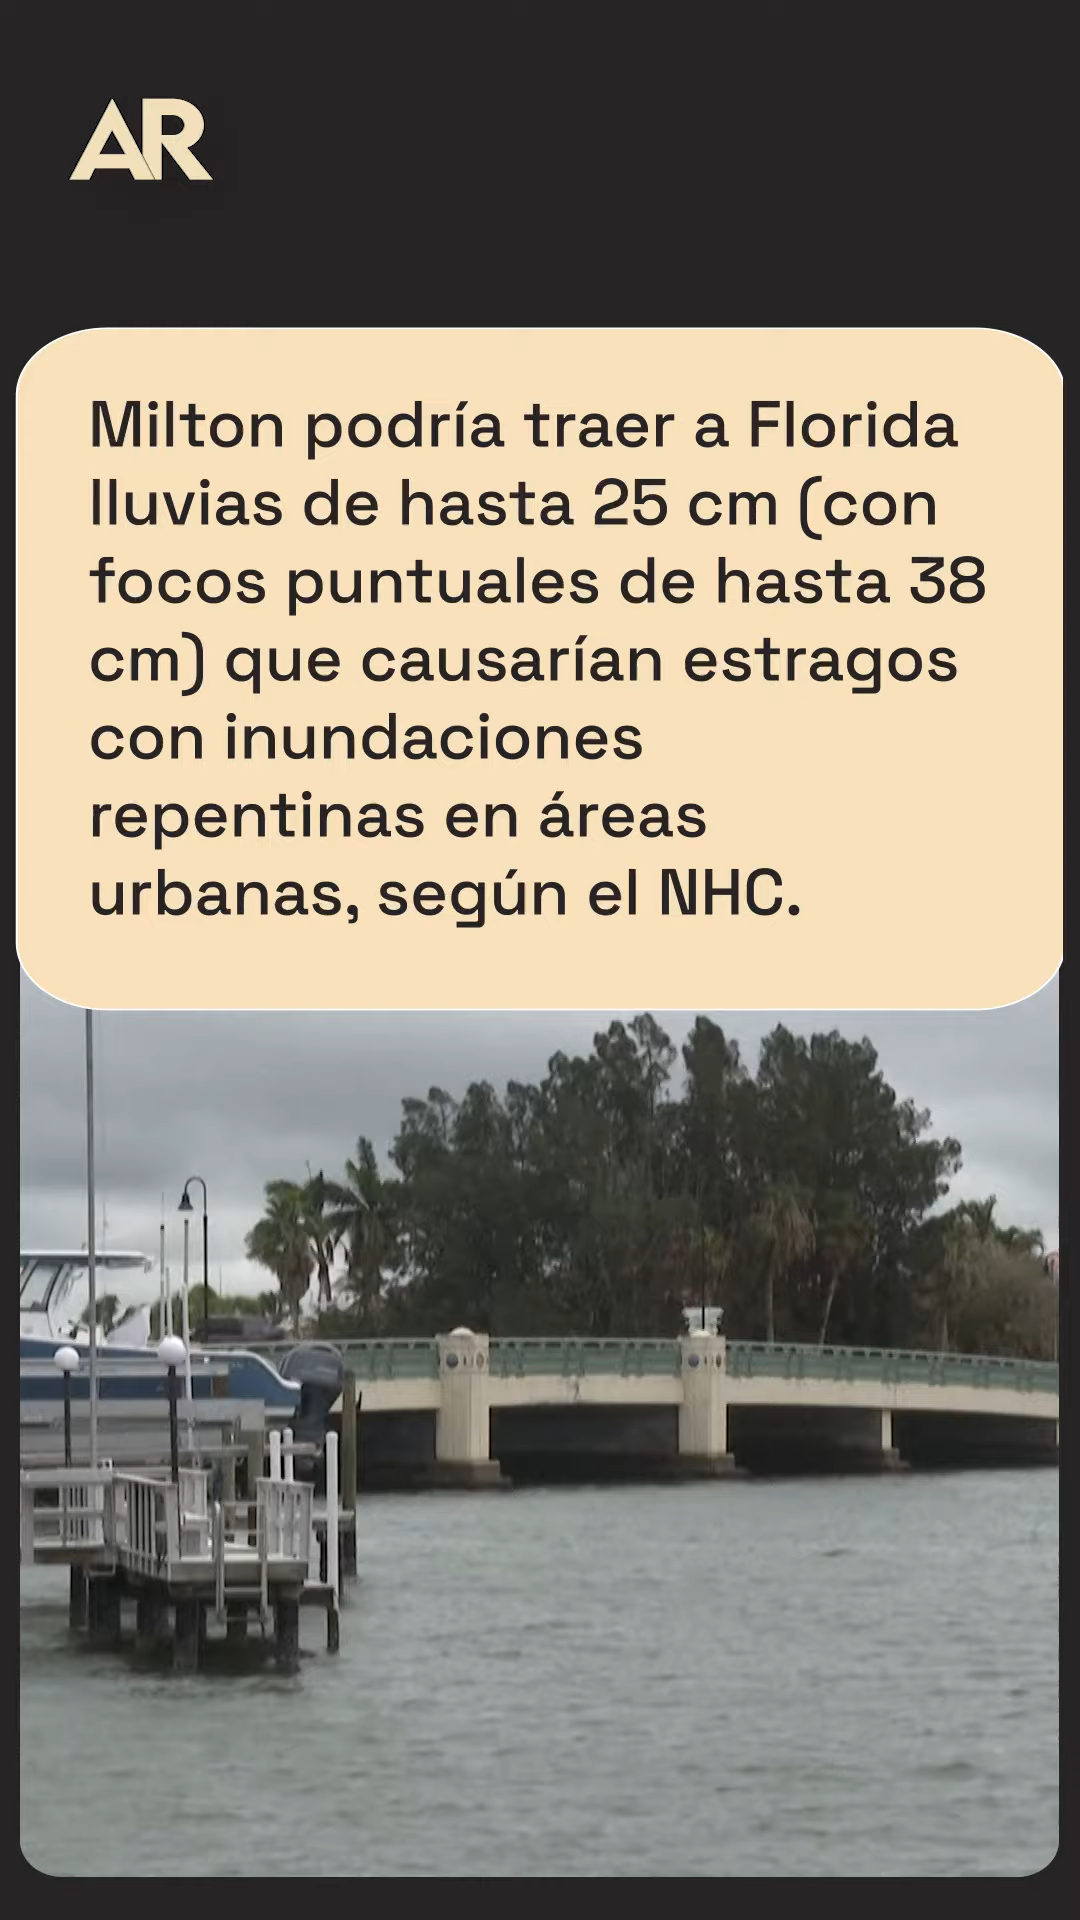 AR
Milton podría traer a Florida
lluvias de hasta 25 cm (con
focos puntuales de hasta 38
cm) que causarían estragos
con inundaciones
repentinas en áreas
urbanas, según el NHC.